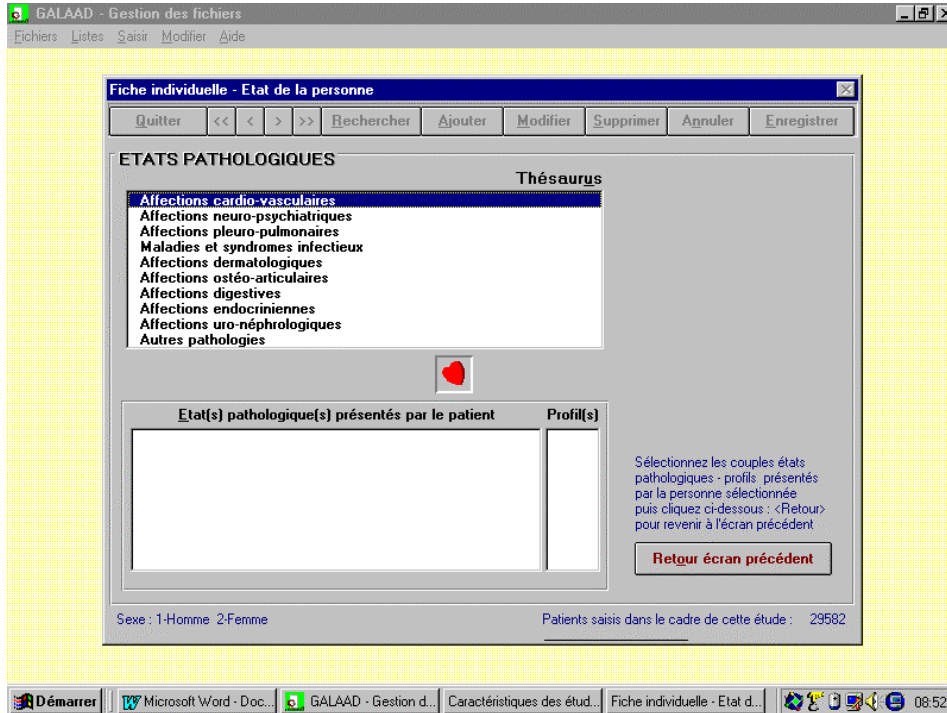 GALAAD - Gestion des fichiers
Fichiers Listes Saisir Modifier Aide
Fiche individuelle - Etat de la personne
Quitter << < > >> Rechercher Ajouter Modifier Supprimer Annuler Enregistrer
ETATS PATHOLOGIQUES
Thésaurus
Affections cardio-vasculaires
Affections neuro-psychiatriques
Affections pleuro-pulmonaires
Maladies et syndromes infectieux
Affections dermatologiques
Affections ostéo-articulaires
Affections digestives
Affections endocriniennes
Affections uro-néphrologiques
Autres pathologies
Etat(s) pathologique(s) présentés par le patient Profil(s)
Sélectionnez les couples états
pathologiques - profils présentés
par la personne sélectionnée
puis cliquez ci-dessous : <Retour>
pour revenir à l'écran précédent
Retour écran précédent
Sexe : 1-Homme 2-Femme Patients saisis dans le cadre de cette étude : 29582
Démarrer Microsoft Word - Doc... GALAAD - Gestion d... Caractéristiques des étud... Fiche individuelle - Etat d... 08:52